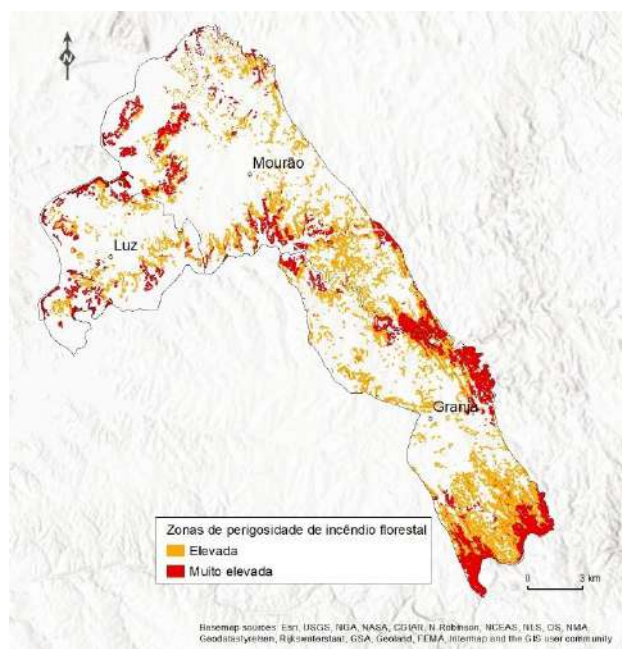 N
Mourão
Luz
Granja
Zonas de perigosidade de incêndio florestal
Elevada
Muito elevada
0 3 km
Basemap sources: Esri, USGS, NGA, NASA, CGIAR, N Robinson, NCEAS, NLS, OS, NMA,
Geodatastyrelsen, Rijkswaterstaat, GSA, Geoland, FEMA, Intermap and the GIS user community